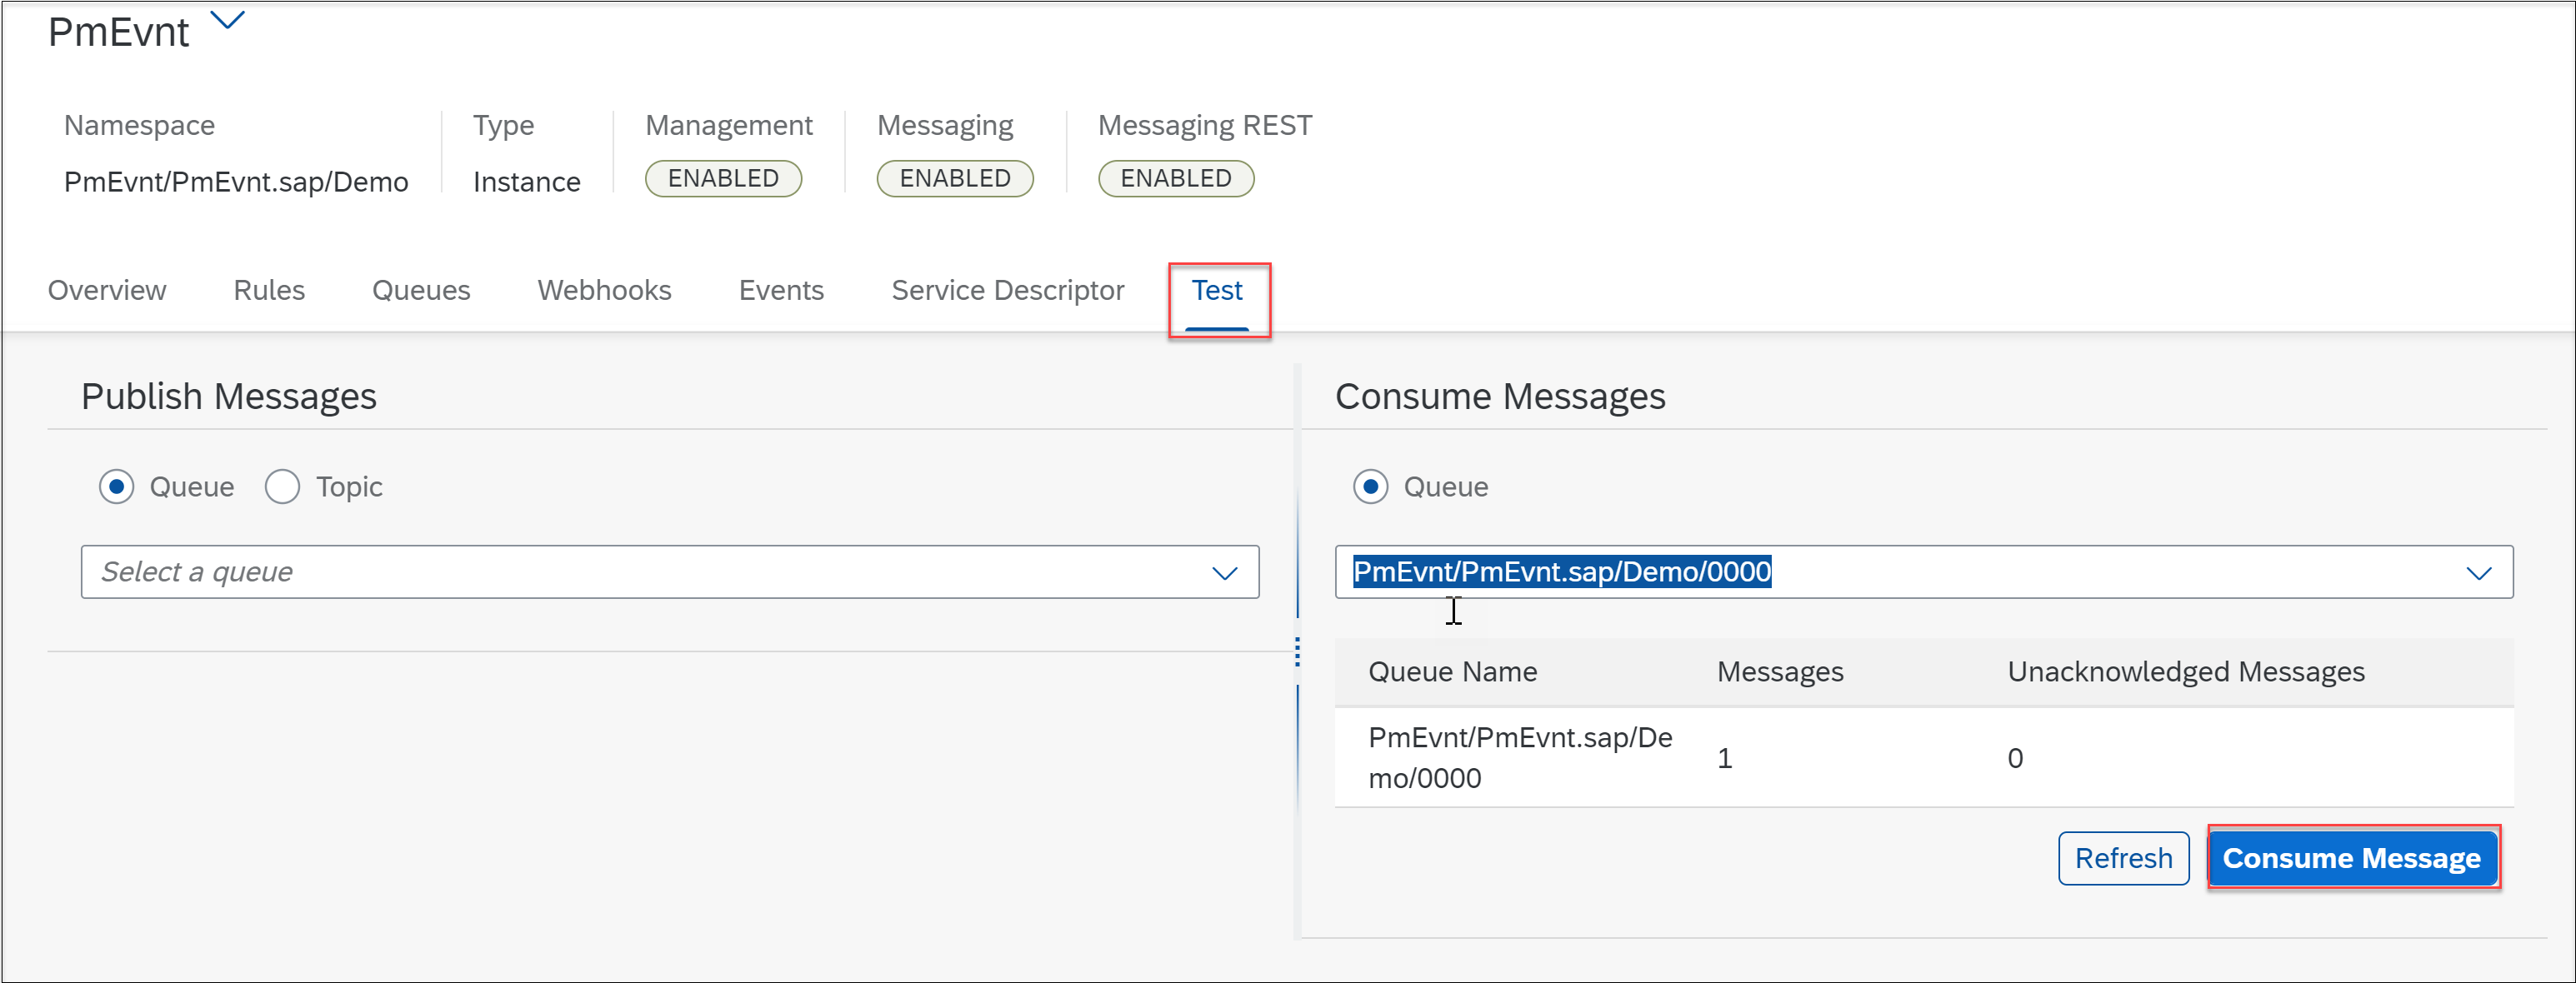 PmEvnt
Namespace Type Management Messaging Messaging REST
PmEvnt/PmEvnt.sap/Demo Instance ENABLED ENABLED ENABLED
Overview Rules Queues Webhooks Events Service Descriptor Test
Publish Messages
Queue Topic
Select a queue
Consume Messages
Queue
PmEvnt/PmEvnt.sap/Demo/0000
Queue Name Messages Unacknowledged Messages
PmEvnt/PmEvnt.sap/De
mo/0000 1 0
Refresh Consume Message